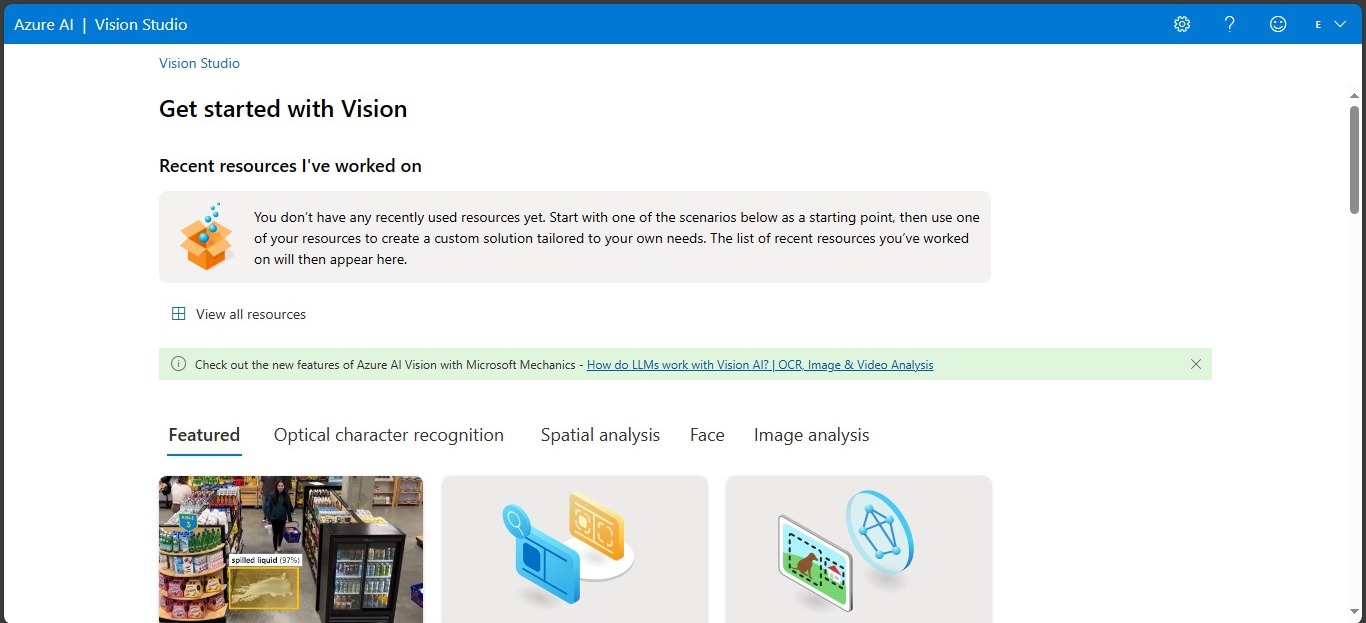 Azure AI | Vision Studio
E
Vision Studio
Get started with Vision
Recent resources I've worked on
You don’t have any recently used resources yet. Start with one of the scenarios below as a starting point, then use one
of your resources to create a custom solution tailored to your own needs. The list of recent resources you’ve worked
on will then appear here.
View all resources
Check out the new features of Azure AI Vision with Microsoft Mechanics - How do LLMs work with Vision AI? | OCR, Image & Video Analysis
Featured Optical character recognition Spatial analysis Face Image analysis
AISLE
3
spilled liquid (97%)